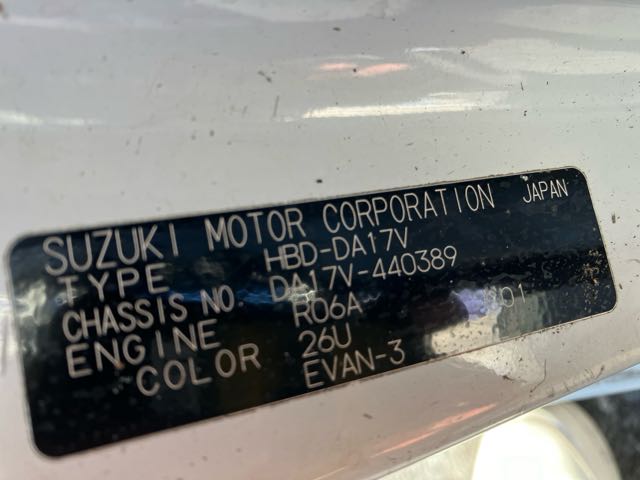 SUZUKI MOTOR CORPORATION JAPAN
TYPE HBD-DA17V
CHASSIS NO. DA17V-440389
ENGINE R06A
COLOR 26U
EVAN-3